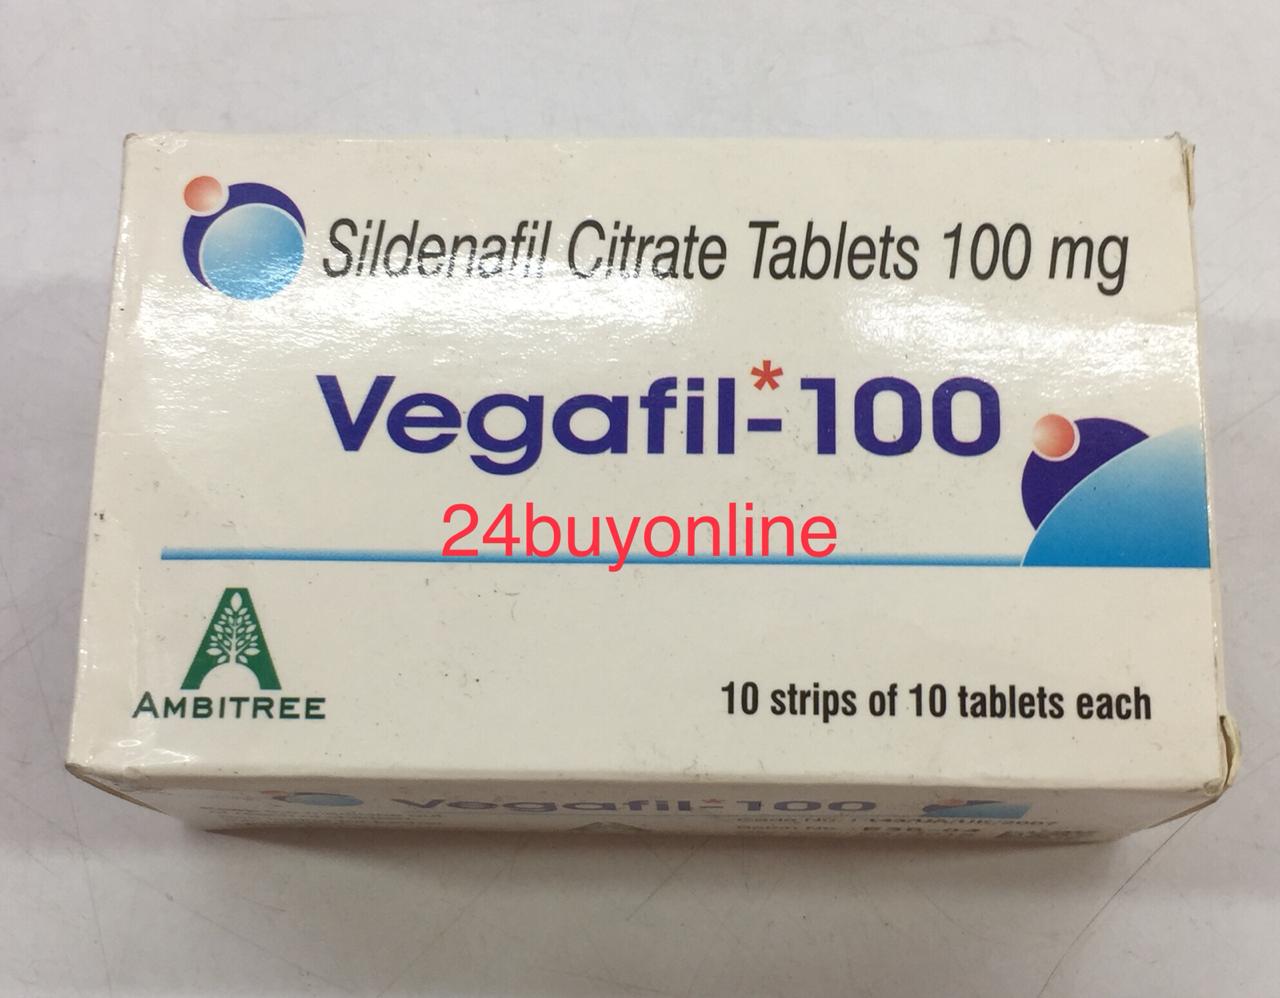 Sildenafil Citrate Tablets 100 mg
Vegafil*-100
24buyonline
AMBITREE
10 strips of 10 tablets each
Vegafil*-100